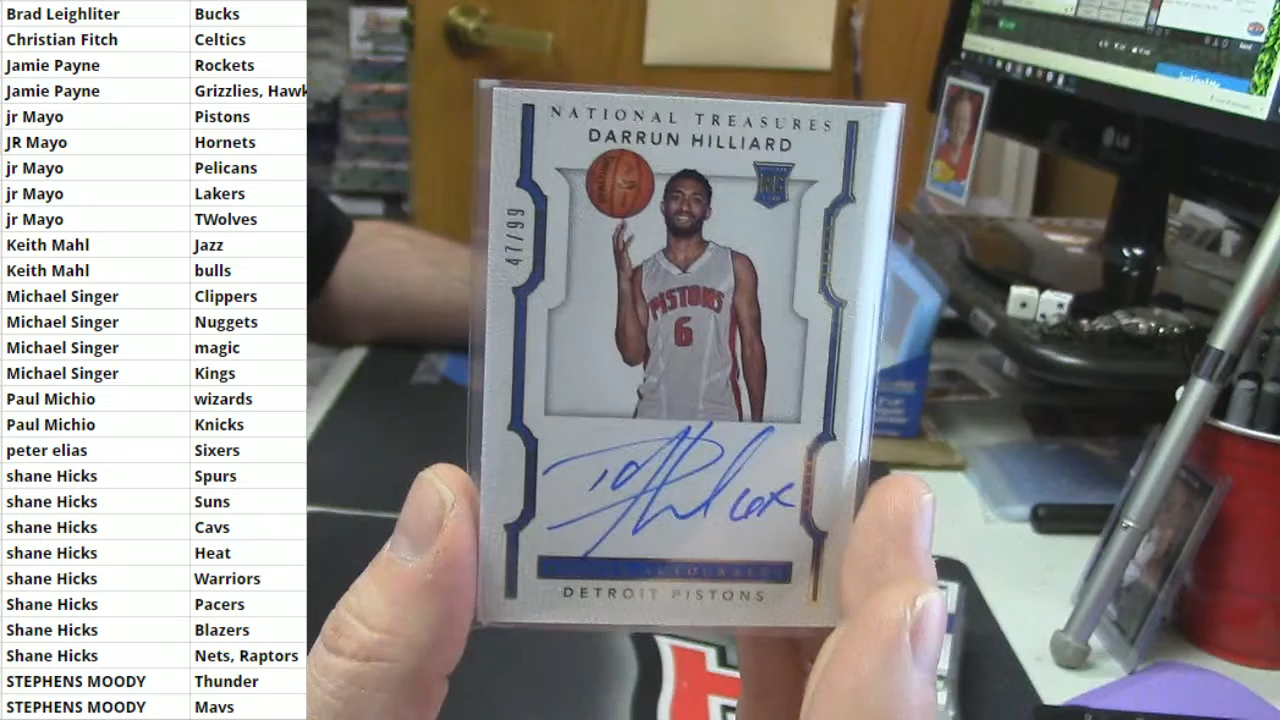 Brad Leighliter Bucks
Christian Fitch Celtics
Jamie Payne Rockets
Jamie Payne Grizzlies, Hawk
jr Mayo Pistons
JR Mayo Hornets
jr Mayo Pelicans
jr Mayo Lakers
jr Mayo TWolves
Keith Mahl Jazz
Keith Mahl bulls
Michael Singer Clippers
Michael Singer Nuggets
Michael Singer magic
Michael Singer Kings
Paul Michio wizards
Paul Michio Knicks
peter elias Sixers
shane Hicks Spurs
shane Hicks Suns
shane Hicks Cavs
shane Hicks Heat
shane Hicks Warriors
Shane Hicks Pacers
Shane Hicks Blazers
Shane Hicks Nets, Raptors
STEPHENS MOODY Thunder
STEPHENS MOODY Mavs
NATIONAL TREASURES
DARRUN HILLIARD
47/99
PISTONS
6
AUTOGRAPHS
DETROIT PISTONS
LG